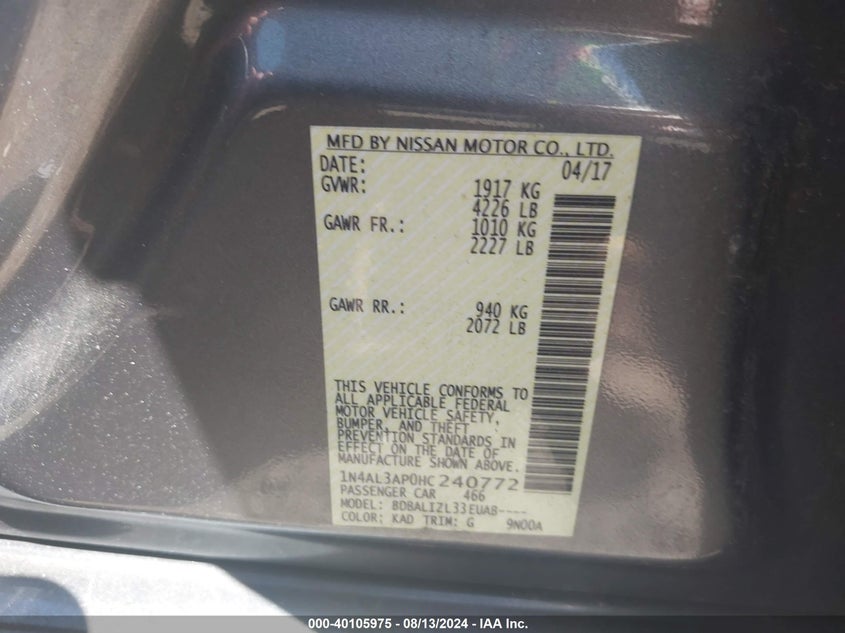 MFD BY NISSAN MOTOR CO., LTD.
DATE: 04/17
GVWR: 1917 KG
4226 LB
GAWR FR.: 1010 KG
2227 LB
GAWR RR.: 940 KG
2072 LB
THIS VEHICLE CONFORMS TO
ALL APPLICABLE FEDERAL
MOTOR VEHICLE SAFETY,
BUMPER, AND THEFT
PREVENTION STANDARDS IN
EFFECT ON THE DATE OF
MANUFACTURE SHOWN ABOVE.
1N4AL3AP0HC240772
PASSENGER CAR 466
MODEL: BDBALIZL33EUA8----
COLOR: KAD TRIM: G 9N00A
000-40105975 - 08/13/2024 - IAA Inc.